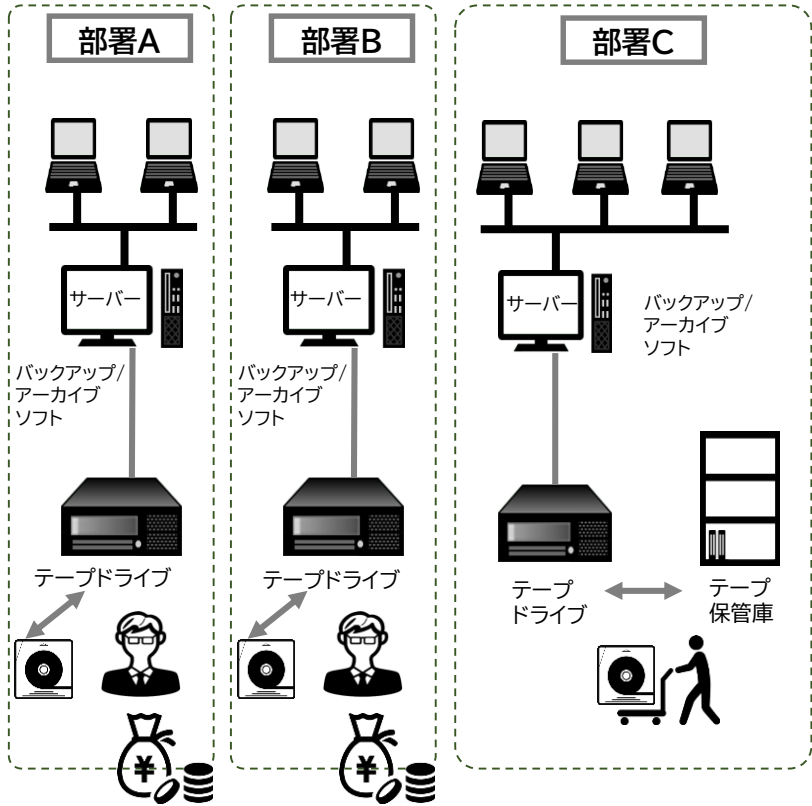 部署A
サーバー
バックアップ/
アーカイブ
ソフト
テープドライブ
¥
部署B
サーバー
バックアップ/
アーカイブ
ソフト
テープドライブ
¥
部署C
サーバー
バックアップ/
アーカイブ
ソフト
テープ
ドライブ
テープ
保管庫